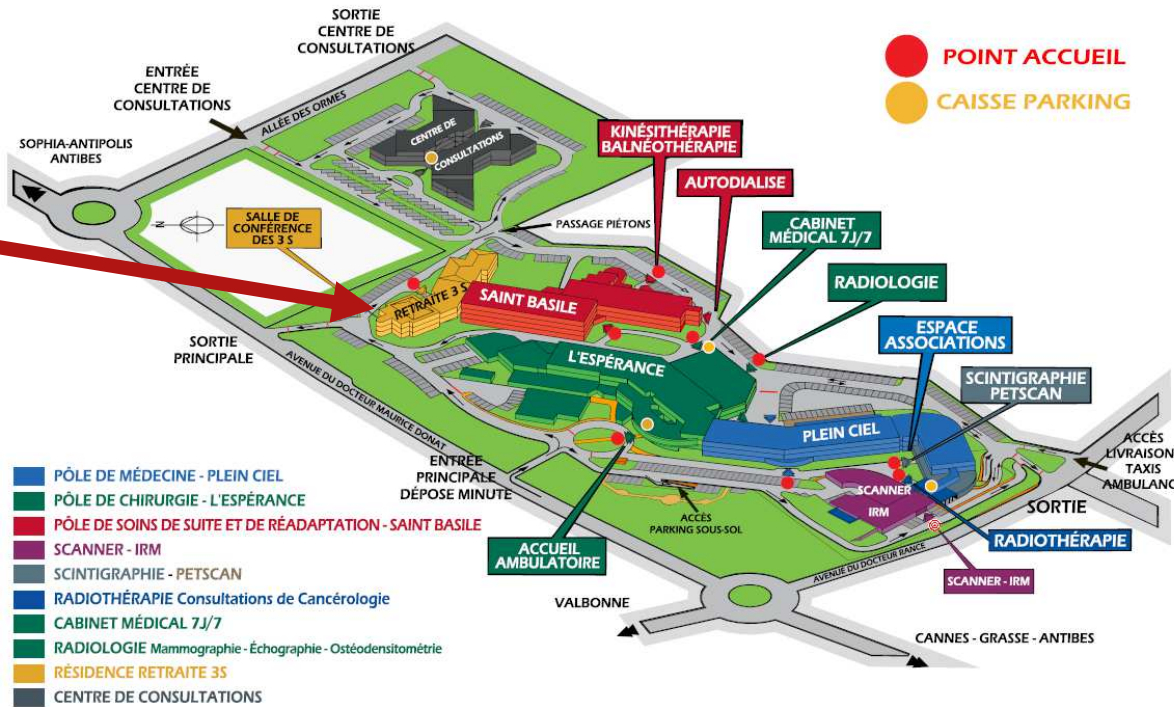 SORTIE
CENTRE DE
CONSULTATIONS
ENTRÉE
CENTRE DE
CONSULTATIONS
ALLÉE DES ORMES
SOPHIA-ANTIPOLIS
ANTIBES
POINT ACCUEIL
CAISSE PARKING
CENTRE DE
CONSULTATIONS
KINÉSITHÉRAPIE
BALNÉOTHÉRAPIE
AUTODIALISE
PASSAGE PIÉTONS
CABINET
MÉDICAL 7J/7
RADIOLOGIE
N
SALLE DE
CONFÉRENCE
DES 3 S
RETRAITE 3 S
SAINT BASILE
ESPACE
ASSOCIATIONS
SCINTIGRAPHIE
PETSCAN
SORTIE
PRINCIPALE
AVENUE DU DOCTEUR MAURICE DONAT
L'ESPÉRANCE
PLEIN CIEL
ACCÈS
LIVRAISON
TAXIS
AMBULANC
ENTRÉE
PRINCIPALE
DÉPOSE MINUTE
ACCÈS
PARKING SOUS-SOL
SCANNER
IRM
SORTIE
RADIOTHÉRAPIE
ACCUEIL
AMBULATOIRE
AVENUE DU DOCTEUR RANCE
SCANNER - IRM
VALBONNE
CANNES - GRASSE - ANTIBES
PÔLE DE MÉDECINE - PLEIN CIEL
PÔLE DE CHIRURGIE - L'ESPÉRANCE
PÔLE DE SOINS DE SUITE ET DE RÉADAPTATION - SAINT BASILE
SCANNER - IRM
SCINTIGRAPHIE - PETSCAN
RADIOTHÉRAPIE Consultations de Cancérologie
CABINET MÉDICAL 7J/7
RADIOLOGIE Mammographie - Échographie - Ostéodensitométrie
RÉSIDENCE RETRAITE 3S
CENTRE DE CONSULTATIONS